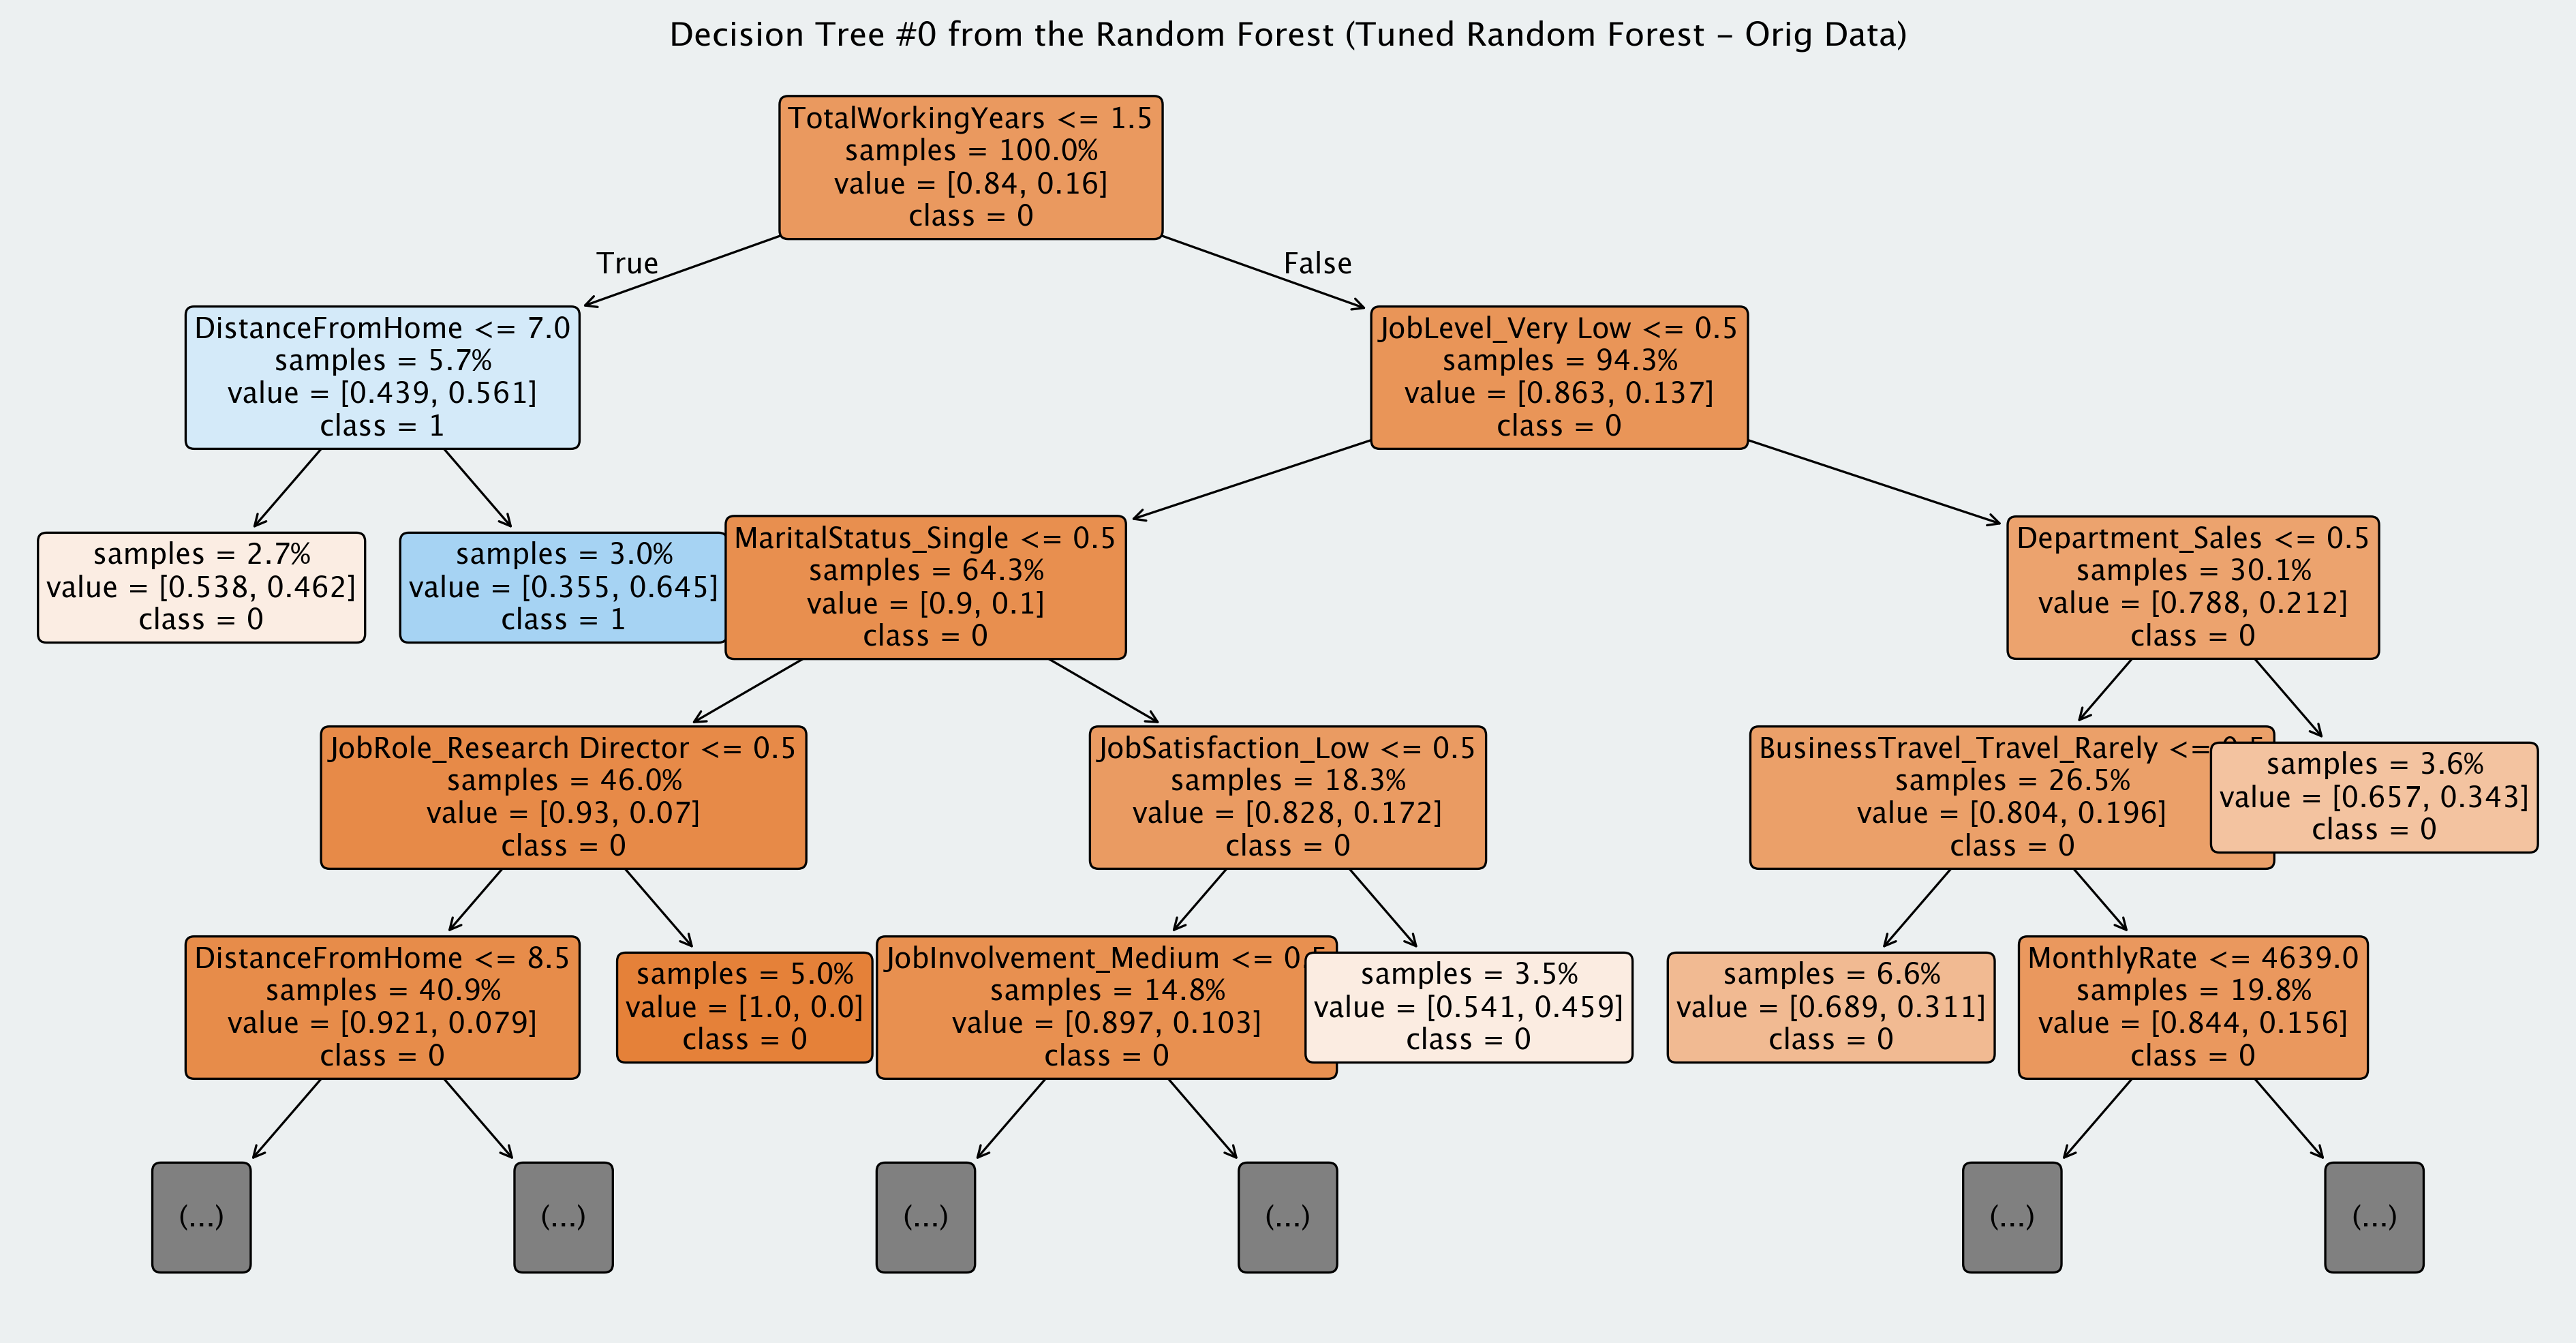 Decision Tree #0 from the Random Forest (Tuned Random Forest – Orig Data)
TotalWorkingYears <= 1.5
samples = 100.0%
value = [0.84, 0.16]
class = 0
True
False
DistanceFromHome <= 7.0
samples = 5.7%
value = [0.439, 0.561]
class = 1
JobLevel_Very Low <= 0.5
samples = 94.3%
value = [0.863, 0.137]
class = 0
samples = 2.7%
value = [0.538, 0.462]
class = 0
samples = 3.0%
value = [0.355, 0.645]
class = 1
MaritalStatus_Single <= 0.5
samples = 64.3%
value = [0.9, 0.1]
class = 0
Department_Sales <= 0.5
samples = 30.1%
value = [0.788, 0.212]
class = 0
JobRole_Research Director <= 0.5
samples = 46.0%
value = [0.93, 0.07]
class = 0
JobSatisfaction_Low <= 0.5
samples = 18.3%
value = [0.828, 0.172]
class = 0
BusinessTravel_Travel_Rarely <=
samples = 26.5%
value = [0.804, 0.196]
class = 0
samples = 3.6%
value = [0.657, 0.343]
class = 0
DistanceFromHome <= 8.5
samples = 40.9%
value = [0.921, 0.079]
class = 0
samples = 5.0%
value = [1.0, 0.0]
class = 0
JobInvolvement_Medium <=
samples = 14.8%
value = [0.897, 0.103]
class = 0
samples = 3.5%
value = [0.541, 0.459]
class = 0
samples = 6.6%
value = [0.689, 0.311]
class = 0
MonthlyRate <= 4639.0
samples = 19.8%
value = [0.844, 0.156]
class = 0
(...)
(...)
(...)
(...)
(...)
(...)